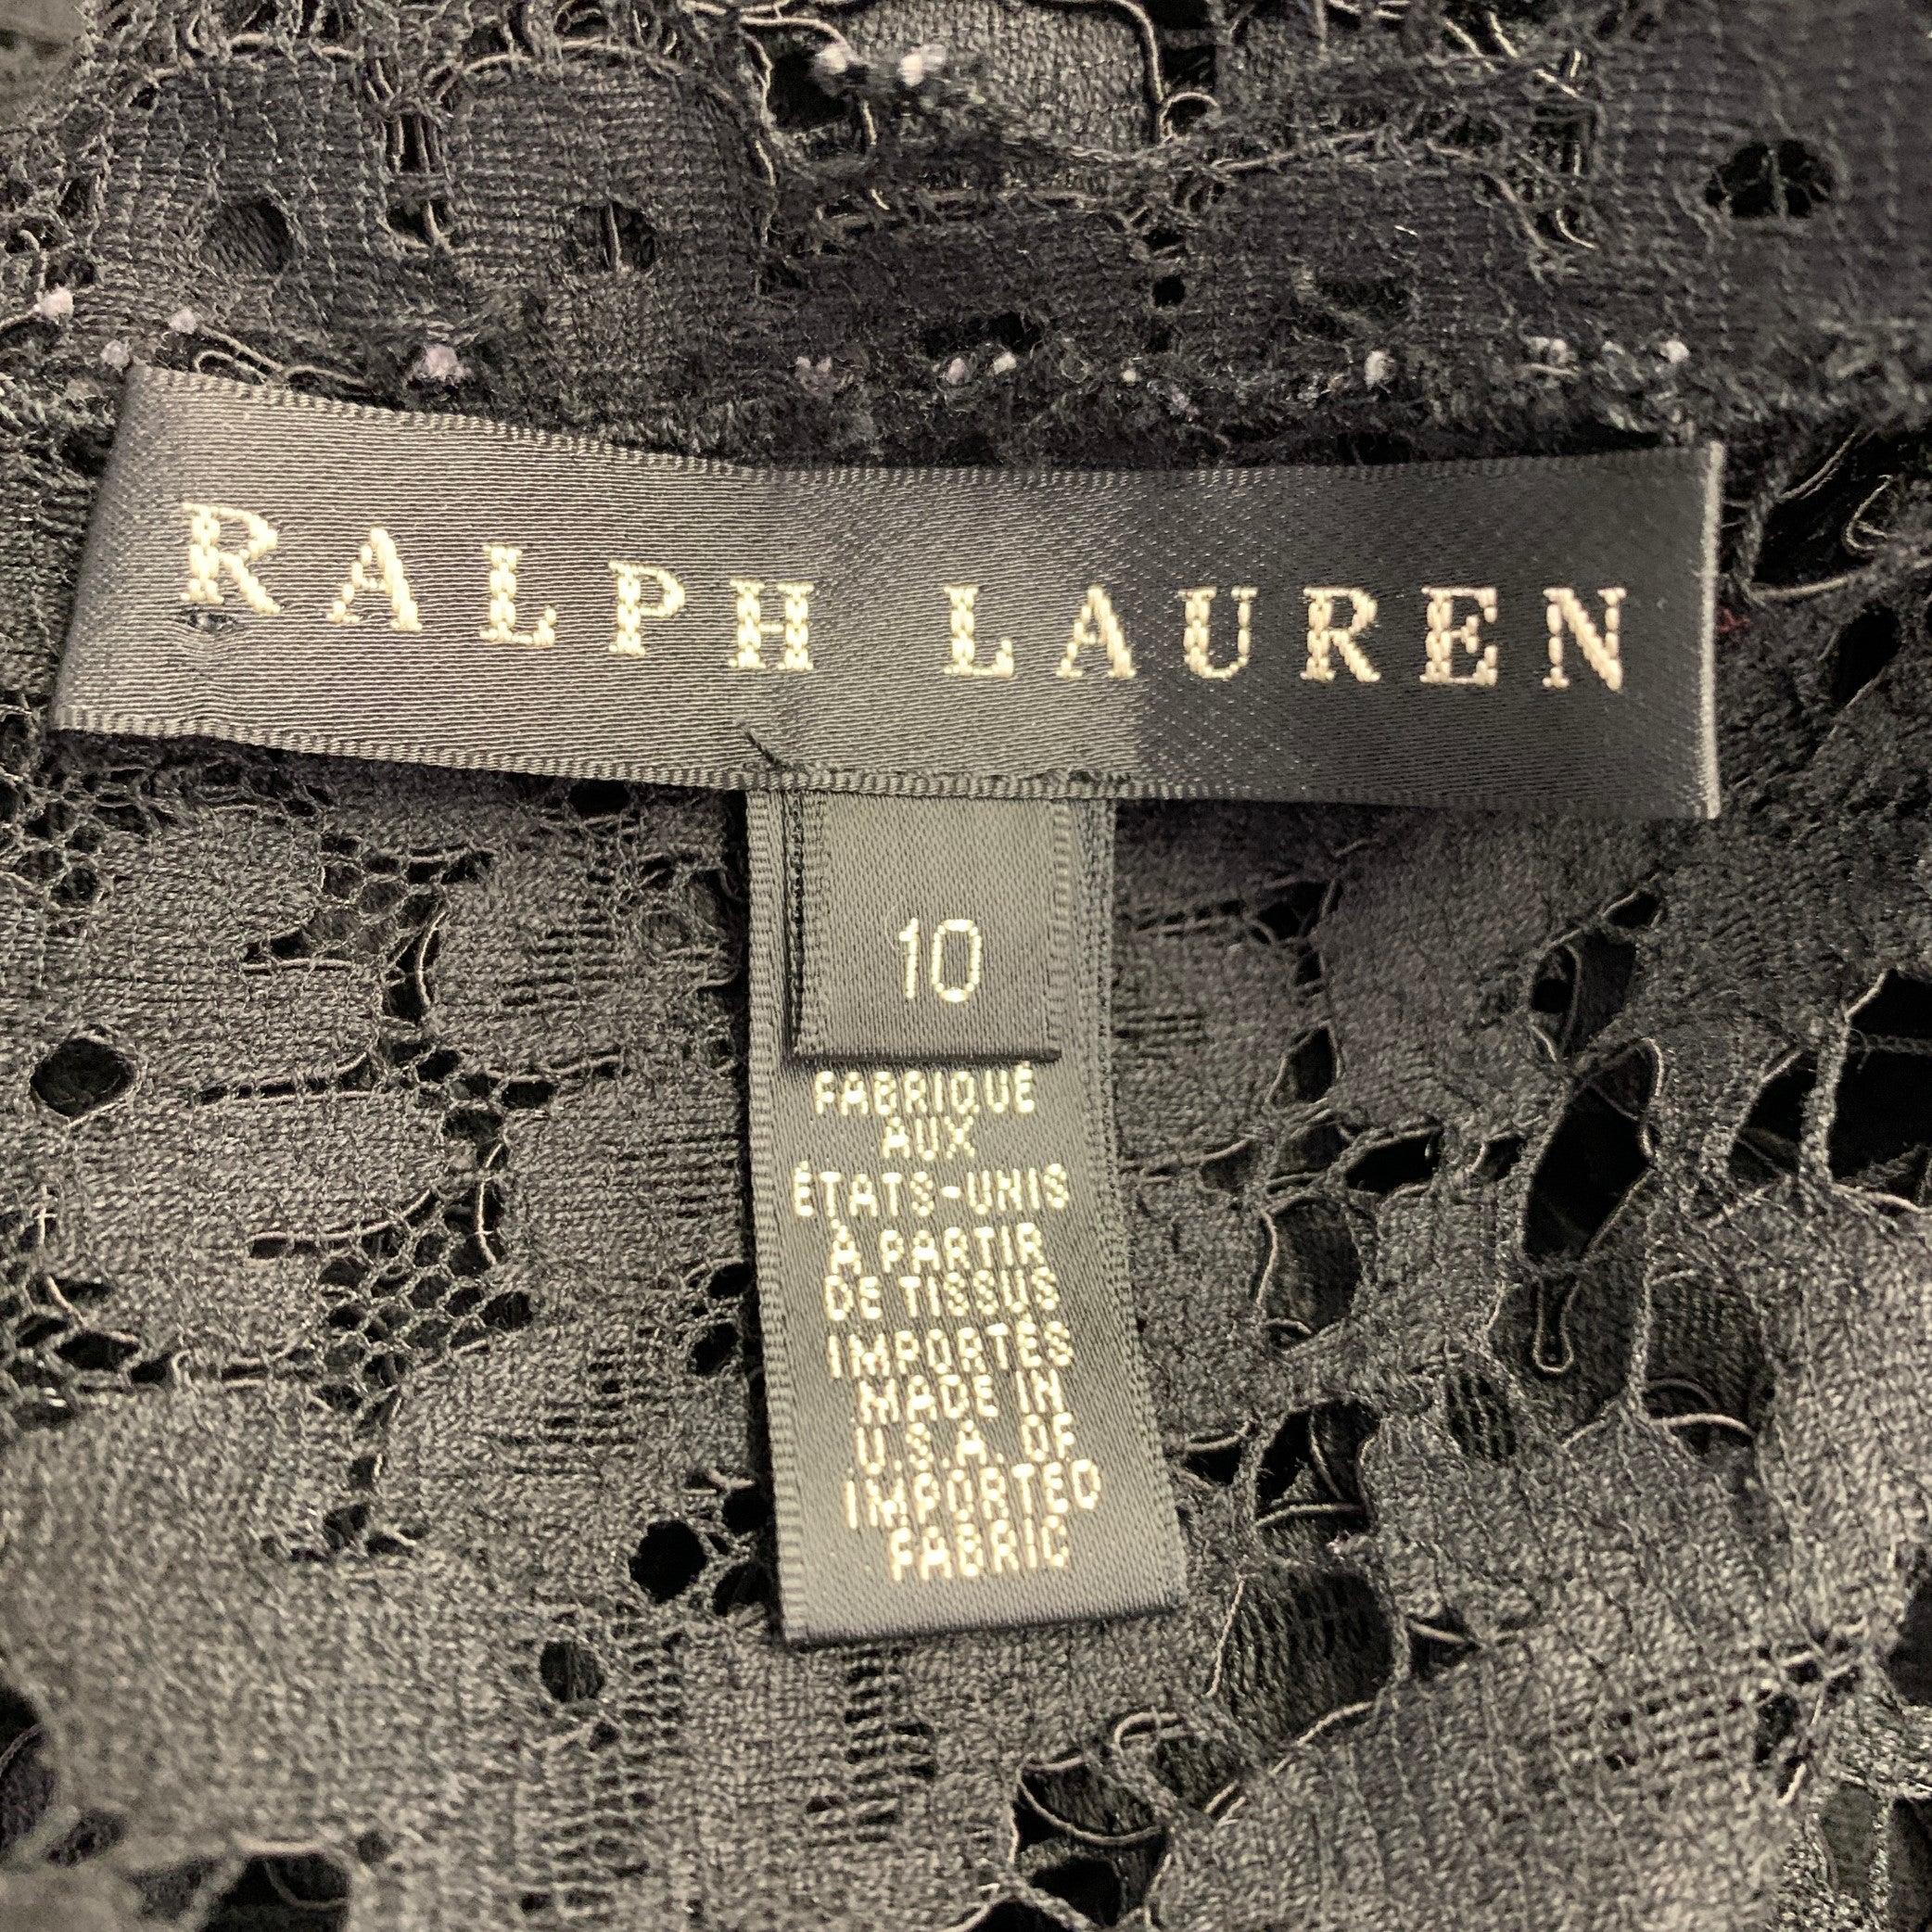 RALPH LAUREN
10
FABRIQUÉ
AUX
ÉTATS-UNIS
À PARTIR
DE TISSUS
IMPORTÉS
MADE IN
U.S.A. OF
IMPORTED
FABRIC